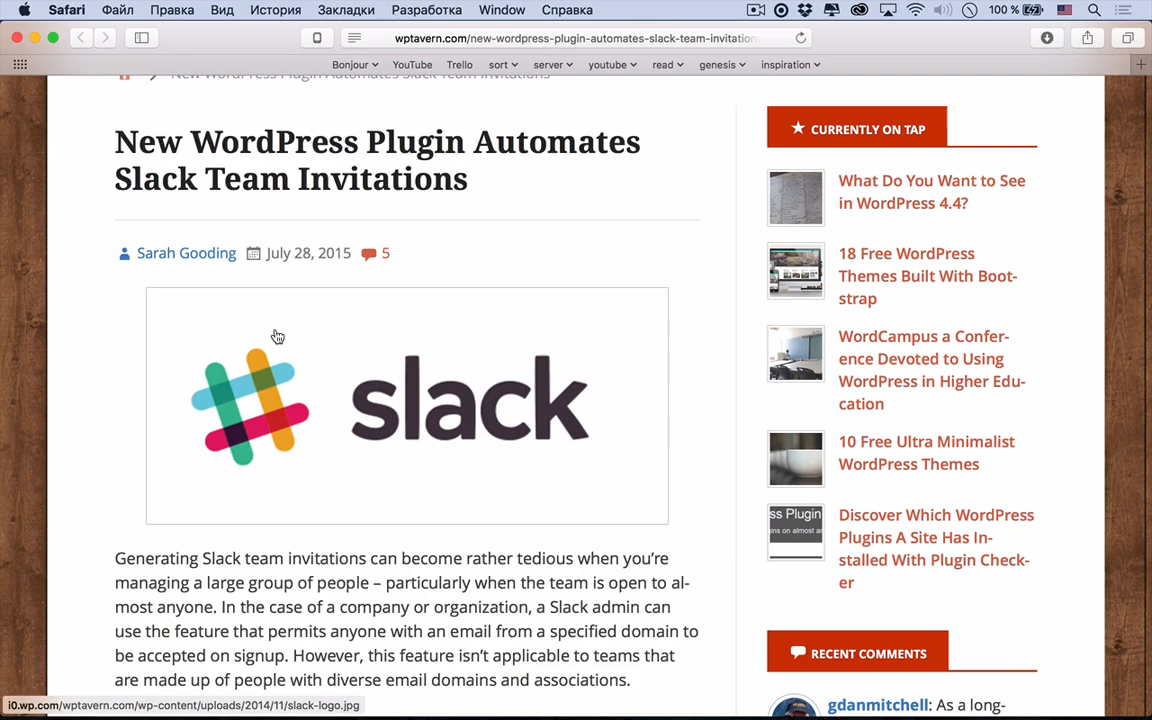 Safari Файл Правка Вид История Закладки Разработка Window Справка 100 %
wptavern.com/new-wordpress-plugin-automates-slack-team-invitation
Bonjour YouTube Trello sort server youtube read genesis inspiration
New WordPress Plugin Automates Slack Team Invitations
New WordPress Plugin Automates
Slack Team Invitations
Sarah Gooding July 28, 2015 5
slack
Generating Slack team invitations can become rather tedious when you’re
managing a large group of people – particularly when the team is open to al-
most anyone. In the case of a company or organization, a Slack admin can
use the feature that permits anyone with an email from a specified domain to
be accepted on signup. However, this feature isn’t applicable to teams that
are made up of people with diverse email domains and associations.
CURRENTLY ON TAP
What Do You Want to See
in WordPress 4.4?
18 Free WordPress
Themes Built With Boot-
strap
WordCampus a Confer-
ence Devoted to Using
WordPress in Higher Edu-
cation
10 Free Ultra Minimalist
WordPress Themes
ss Plugin
Discover Which WordPress
Plugins A Site Has In-
stalled With Plugin Check-
er
RECENT COMMENTS
gdanmitchell: As a long-
i0.wp.com/wptavern.com/wp-content/uploads/2014/11/slack-logo.jpg